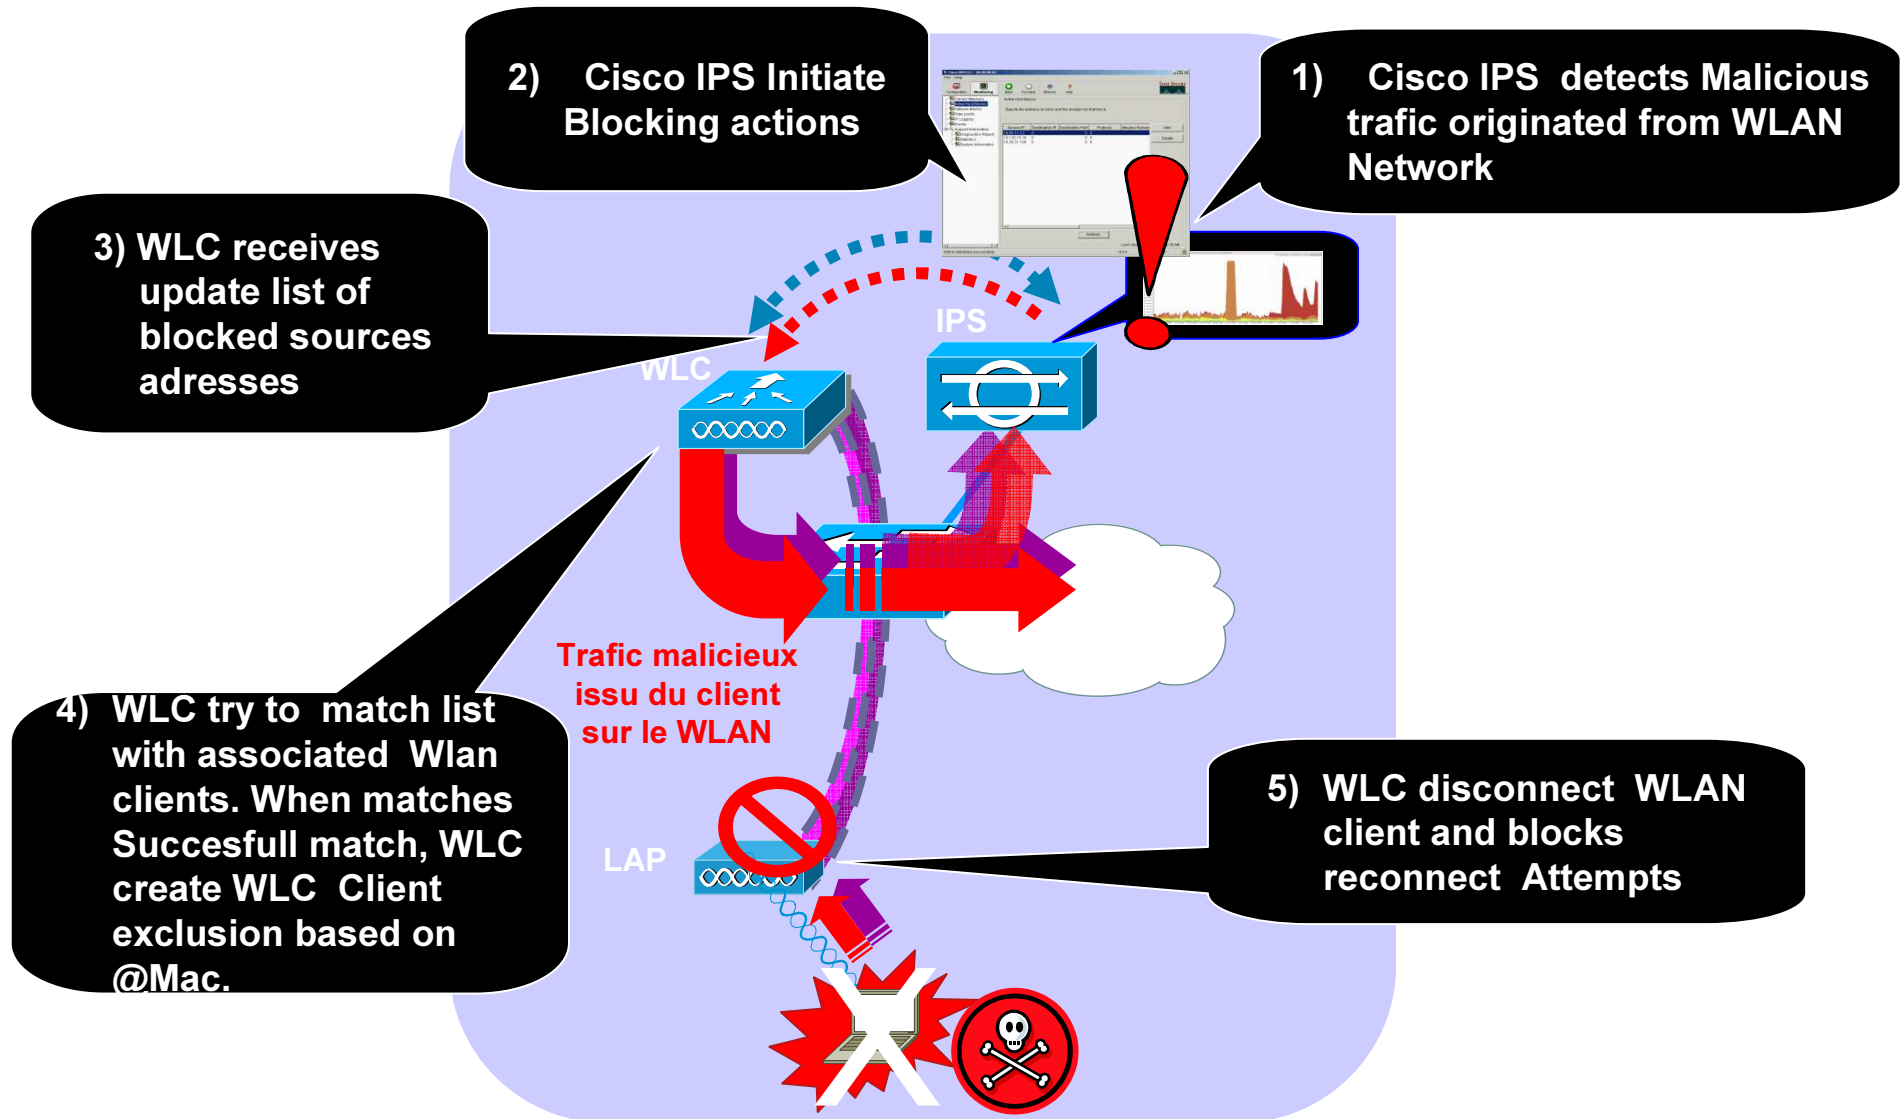 2) Cisco IPS Initiate
Blocking actions
1) Cisco IPS detects Malicious
trafic originated from WLAN
Network
3) WLC receives
update list of
blocked sources
adresses
IPS
WLC
Trafic malicieux
issu du client
sur le WLAN
4) WLC try to match list
with associated Wlan
clients. When matches
Succesfull match, WLC
create WLC Client
exclusion based on
@Mac.
5) WLC disconnect WLAN
client and blocks
reconnect Attempts
LAP